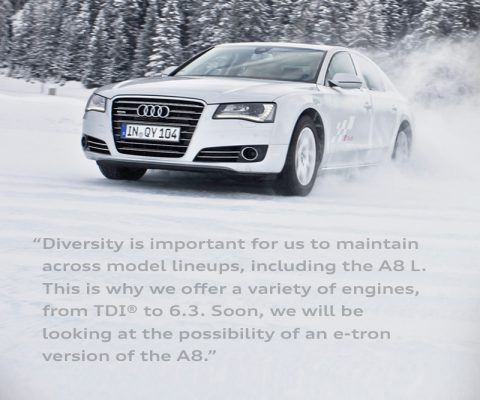 IN QY 104
“Diversity is important for us to maintain
across model lineups, including the A8 L.
This is why we offer a variety of engines,
from TDI® to 6.3. Soon, we will be
looking at the possibility of an e-tron
version of the A8.”